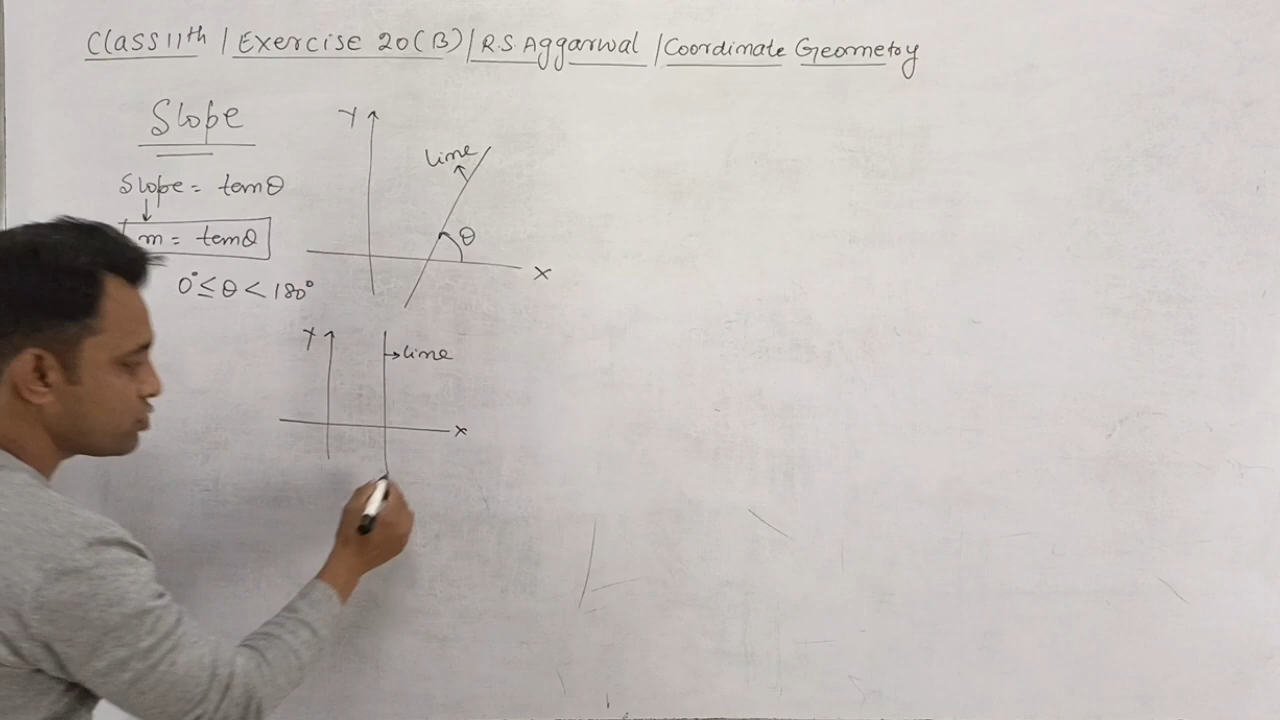 Class 11th / Exercise 20(B) / R.S. Aggarwal / Coordinate Geometry
Slope
Slope = tanθ
m = tanθ
0° ≤ θ < 180°
Y
line
θ
X
Y
line
X